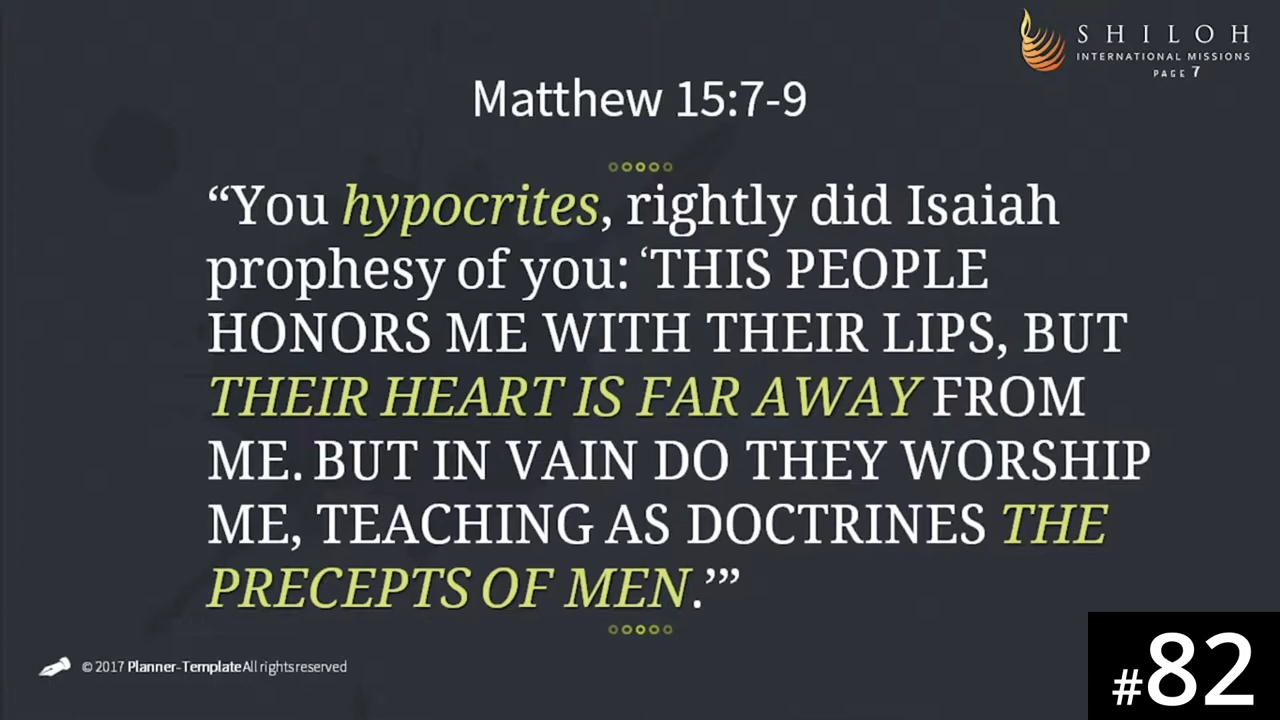 SHILOH
INTERNATIONAL MISSIONS
PAGE 7
Matthew 15:7-9
“You hypocrites, rightly did Isaiah
prophesy of you: ‘THIS PEOPLE
HONORS ME WITH THEIR LIPS, BUT
THEIR HEART IS FAR AWAY FROM
ME. BUT IN VAIN DO THEY WORSHIP
ME, TEACHING AS DOCTRINES THE
PRECEPTS OF MEN.’”
© 2017 Planner-Template All rights reserved
#82